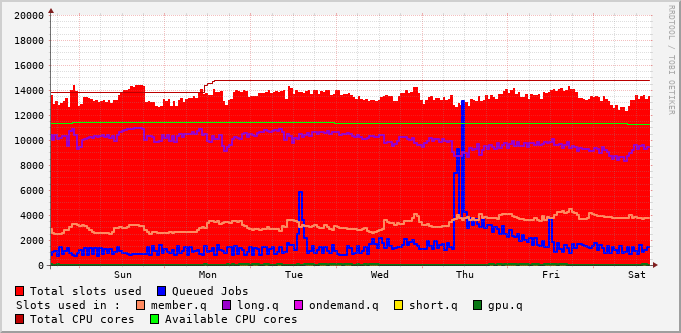 20000
18000
16000
14000
12000
10000
8000
6000
4000
2000
0
Sun Mon Tue Wed Thu Fri Sat
Total slots used Queued Jobs
Slots used in : member.q long.q ondemand.q short.q gpu.q
Total CPU cores Available CPU cores
RRDTOOL / TOBI OETIKER